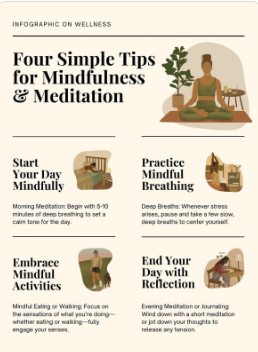 INFOGRAPHIC ON WELLNESS
Four Simple Tips
for Mindfulness
& Meditation
Start
Your Day
Mindfully
Morning Meditation: Begin with 5-10
minutes of deep breathing to set a
calm tone for the day.
Practice
Mindful
Breathing
Deep Breaths: Whenever stress
arises, pause and take a few slow,
deep breaths to center yourself.
Embrace
Mindful
Activities
Mindful Eating or Walking: Focus on
the sensations of what you're doing—
whether eating or walking—fully
engage your senses.
End Your
Day with
Reflection
Evening Meditation or Journaling:
Wind down with a short meditation
or jot down your thoughts to
release any tension.